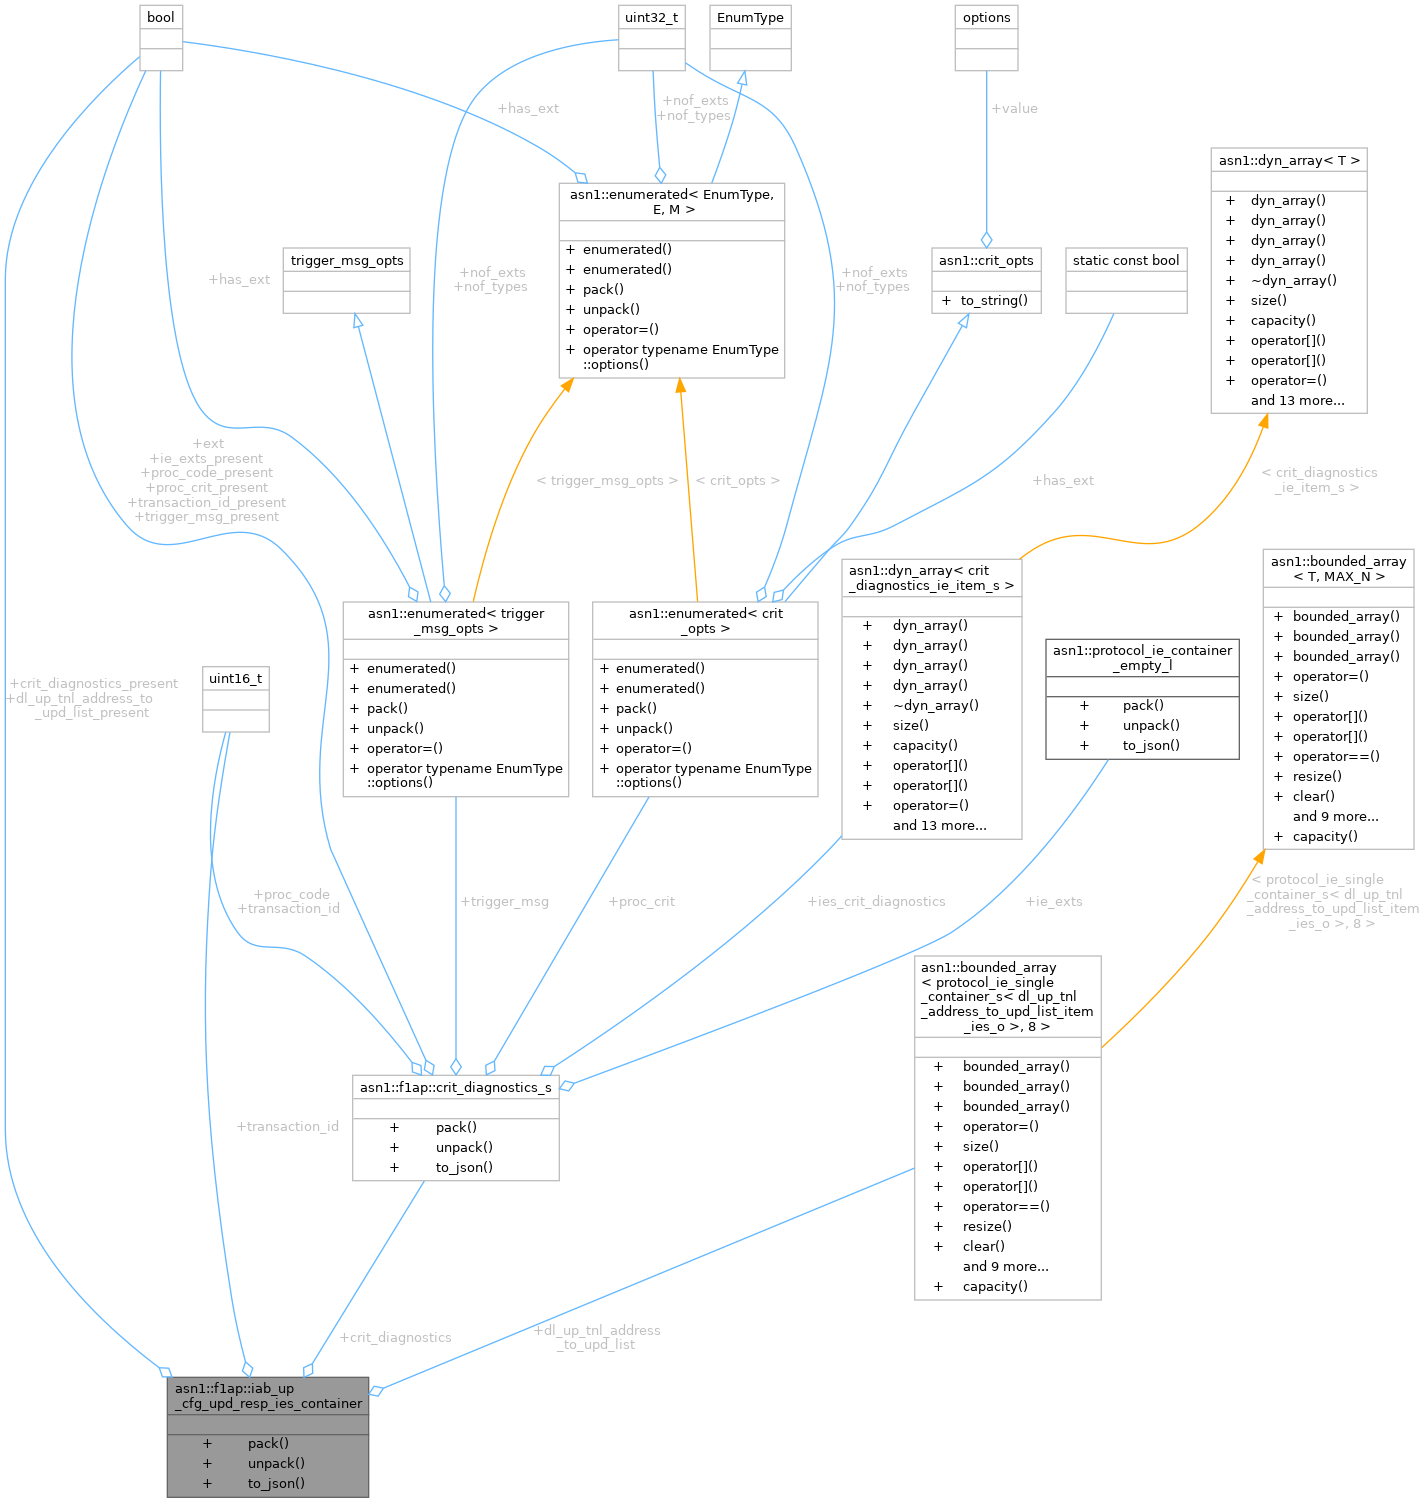 bool
uint32_t
EnumType
options
+has_ext
+nof_exts
+nof_types
+value
asn1::dyn_array< T >
+ dyn_array()
+ dyn_array()
+ dyn_array()
+ dyn_array()
+ ~dyn_array()
+ size()
+ capacity()
+ operator[]()
+ operator[]()
+ operator=()
and 13 more...
asn1::enumerated< EnumType,
E, M >
+ enumerated()
+ enumerated()
+ pack()
+ unpack()
+ operator=()
+ operator typename EnumType
::options()
trigger_msg_opts
asn1::crit_opts
+ to_string()
static const bool
+has_ext
+nof_exts
+nof_types
+nof_exts
+nof_types
+ext
+ie_exts_present
+proc_code_present
+proc_crit_present
+transaction_id_present
+trigger_msg_present
< trigger_msg_opts >
< crit_opts >
+has_ext
< crit_diagnostics
_ie_item_s >
asn1::bounded_array
< T, MAX_N >
+ bounded_array()
+ bounded_array()
+ bounded_array()
+ operator=()
+ size()
+ operator[]()
+ operator[]()
+ operator==()
+ resize()
+ clear()
and 9 more...
+ capacity()
asn1::dyn_array< crit
_diagnostics_ie_item_s >
+ dyn_array()
+ dyn_array()
+ dyn_array()
+ dyn_array()
+ ~dyn_array()
+ size()
+ capacity()
+ operator[]()
+ operator[]()
+ operator=()
and 13 more...
asn1::enumerated< trigger
_msg_opts >
+ enumerated()
+ enumerated()
+ pack()
+ unpack()
+ operator=()
+ operator typename EnumType
::options()
asn1::enumerated< crit
_opts >
+ enumerated()
+ enumerated()
+ pack()
+ unpack()
+ operator=()
+ operator typename EnumType
::options()
asn1::protocol_ie_container
_empty_l
+ pack()
+ unpack()
+ to_json()
uint16_t
+crit_diagnostics_present
+dl_up_tnl_address_to
_upd_list_present
+proc_code
+transaction_id
+trigger_msg
+proc_crit
+ies_crit_diagnostics
+ie_exts
< protocol_ie_single
_container_s< dl_up_tnl
_address_to_upd_list_item
_ies_o >, 8 >
asn1::bounded_array
< protocol_ie_single
_container_s< dl_up_tnl
_address_to_upd_list_item
_ies_o >, 8 >
+ bounded_array()
+ bounded_array()
+ bounded_array()
+ operator=()
+ size()
+ operator[]()
+ operator[]()
+ operator==()
+ resize()
+ clear()
and 9 more...
+ capacity()
asn1::f1ap::crit_diagnostics_s
+ pack()
+ unpack()
+ to_json()
+transaction_id
+crit_diagnostics
+dl_up_tnl_address
_to_upd_list
asn1::f1ap::iab_up
_cfg_upd_resp_ies_container
+ pack()
+ unpack()
+ to_json()